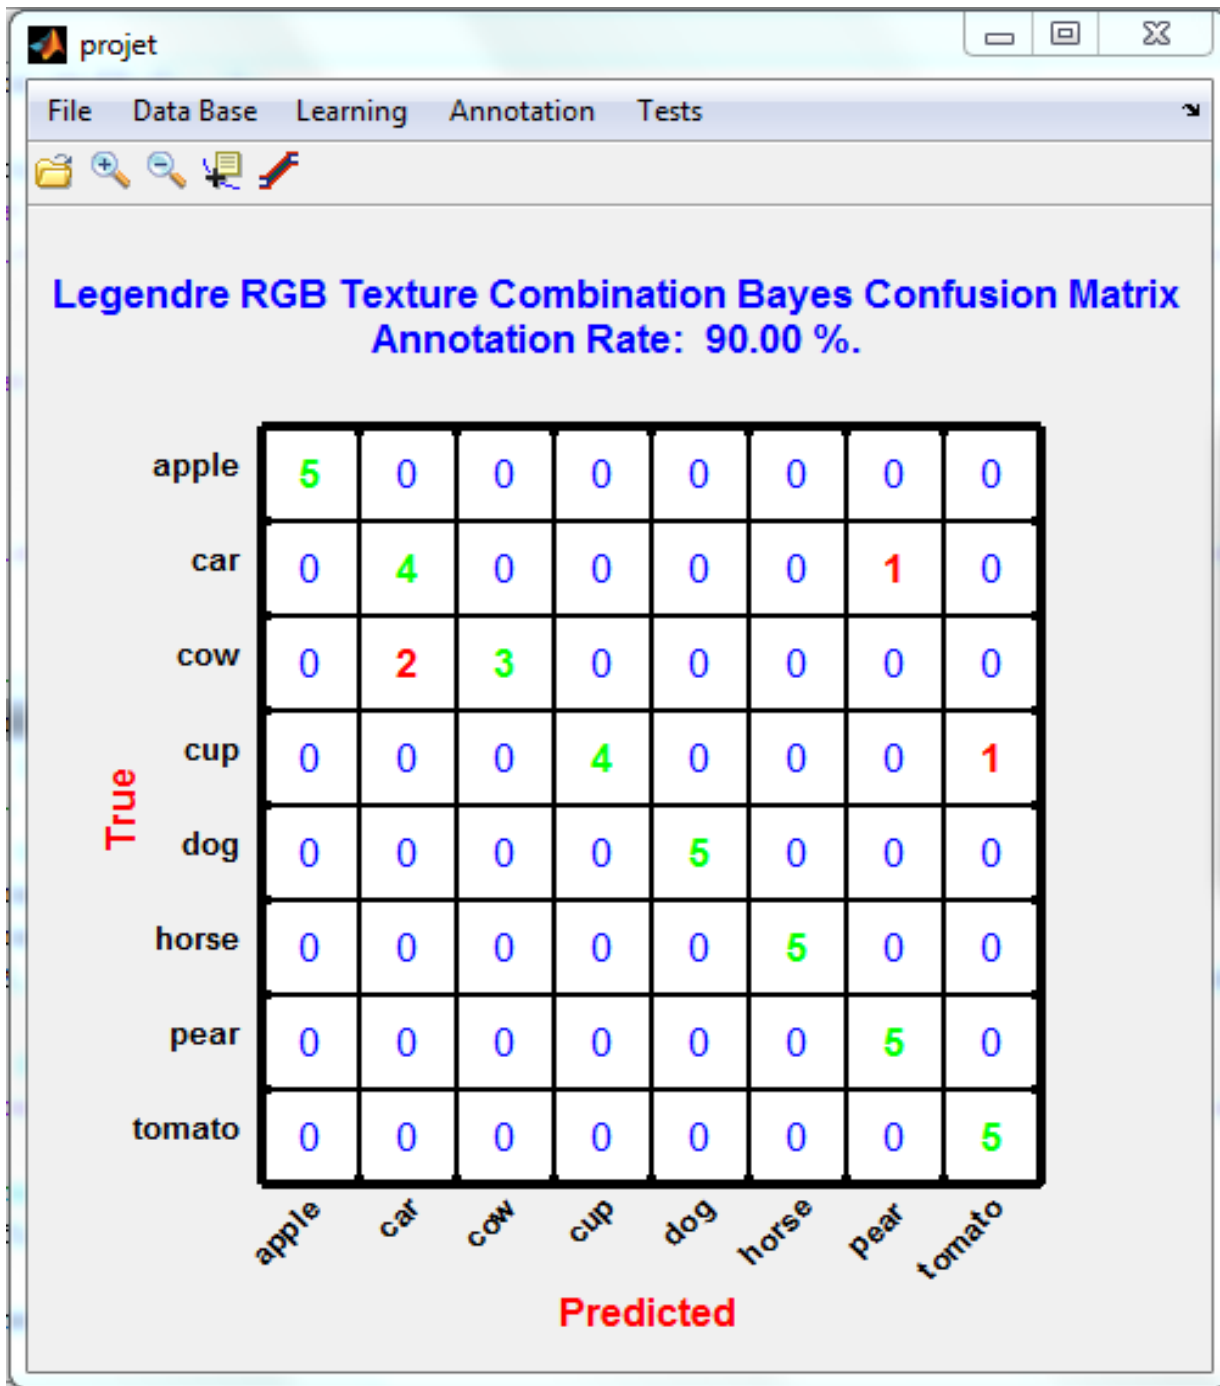 projet
File Data Base Learning Annotation Tests
Legendre RGB Texture Combination Bayes Confusion Matrix
Annotation Rate: 90.00 %.
apple 5 0 0 0 0 0 0 0
car 0 4 0 0 0 0 1 0
cow 0 2 3 0 0 0 0 0
cup 0 0 0 4 0 0 0 1
True
dog 0 0 0 0 5 0 0 0
horse 0 0 0 0 0 5 0 0
pear 0 0 0 0 0 0 5 0
tomato 0 0 0 0 0 0 0 5
apple car cow cup dog horse pear tomato
Predicted